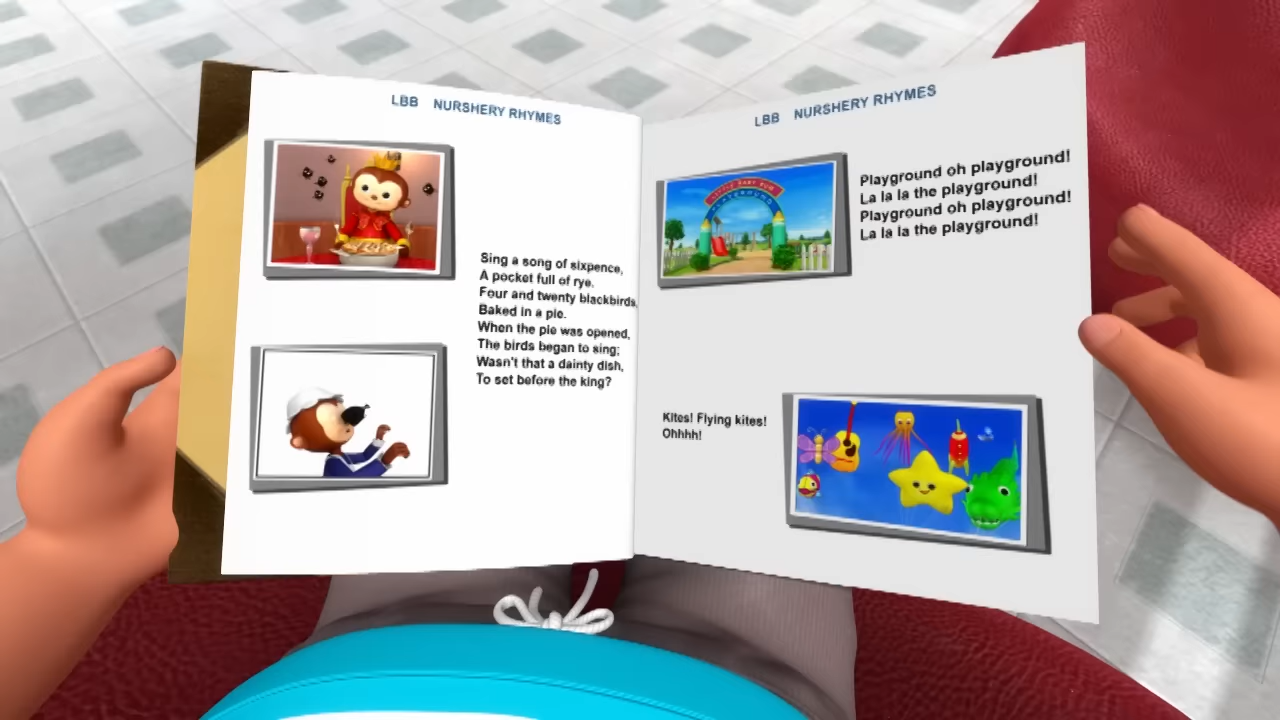 LBB NURSHERY RHYMES
Sing a song of sixpence,
A pocket full of rye.
Four and twenty blackbirds,
Baked in a pie.
When the pie was opened,
The birds began to sing;
Wasn't that a dainty dish,
To set before the king?
LBB NURSHERY RHYMES
PLAYGROUND
Playground oh playground!
La la la the playground!
Playground oh playground!
La la la the playground!
Kites! Flying kites!
Ohhhh!